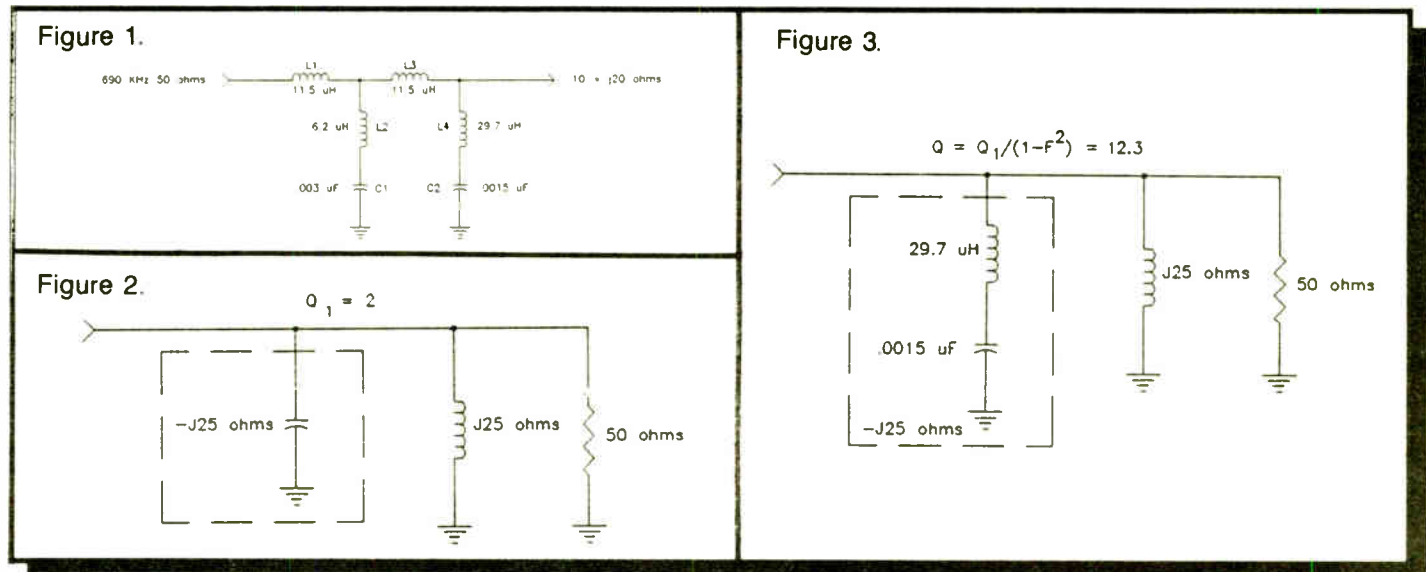 Figure 1.
690 KHz 50 ohms
L1
11.5 uH
L3
11.5 uH
10 + j20 ohms
6.2 uH
L2
L4
29.7 uH
.003 uF
C1
C2
.0015 uF
Figure 2.
Q1 = 2
-J25 ohms
J25 ohms
50 ohms
Figure 3.
Q = Q1/(1-F²) = 12.3
29.7 uH
.0015 uF
-J25 ohms
J25 ohms
50 ohms